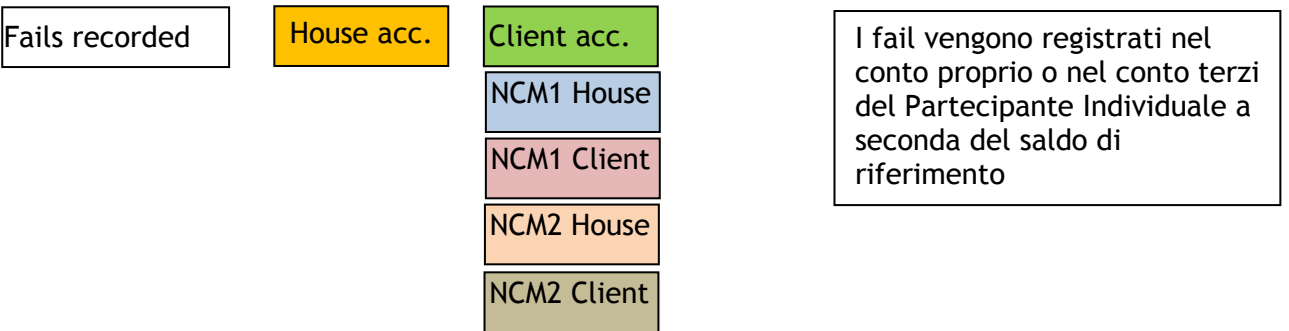 Fails recorded
House acc.
Client acc.
NCM1 House
NCM1 Client
NCM2 House
NCM2 Client
I fail vengono registrati nel
conto proprio o nel conto terzi
del Partecipante Individuale a
seconda del saldo di
riferimento